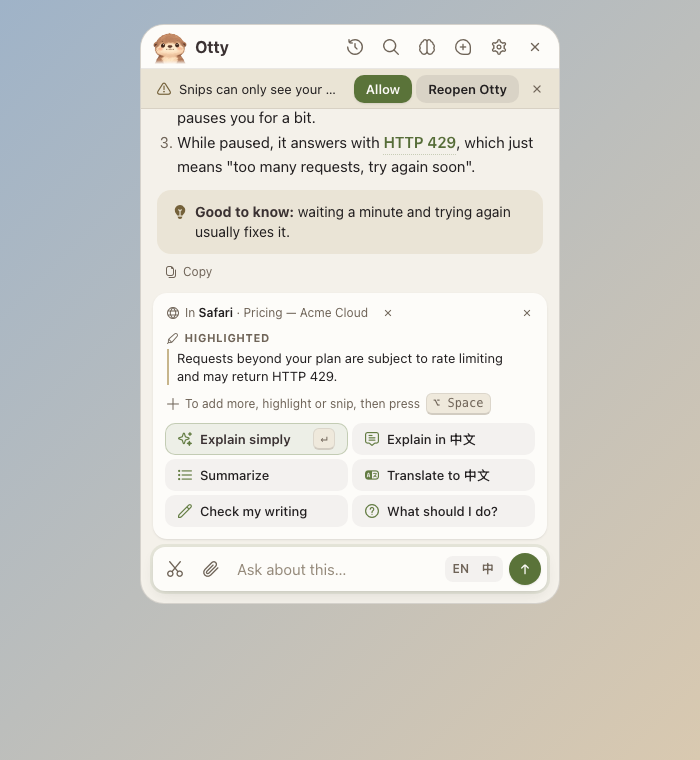 Otty
Snips can only see your ...
Allow
Reopen Otty
pauses you for a bit.
3. While paused, it answers with HTTP 429, which just
means "too many requests, try again soon".
Good to know: waiting a minute and trying again
usually fixes it.
Copy
In Safari · Pricing — Acme Cloud
HIGHLIGHTED
Requests beyond your plan are subject to rate limiting
and may return HTTP 429.
To add more, highlight or snip, then press ⌥ Space
Explain simply ↵
Explain in 中文
Summarize
Translate to 中文
Check my writing
What should I do?
Ask about this...
EN 中